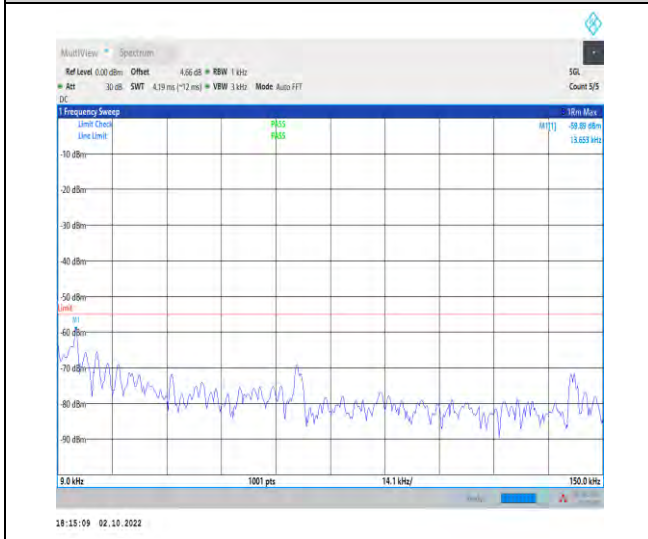 MultiView Spectrum
Ref Level 0.00 dBm Offset 4.66 dB RBW 1 kHz SGL
Att 30 dB SWT 4.19 ms (~12 ms) VBW 3 kHz Mode Auto FFT Count 5/5
DC
1 Frequency Sweep 1Rm Max
Limit Check PASS M1[1]
Line Limit PASS 13.653 kHz
-10 dBm
-20 dBm
-30 dBm
-40 dBm
-50 dBm
Limit
M1
-60 dBm
-70 dBm
-80 dBm
-90 dBm
9.0 kHz 1001 pts 14.1 kHz/ 150.0 kHz
18:15:09 02.10.2022